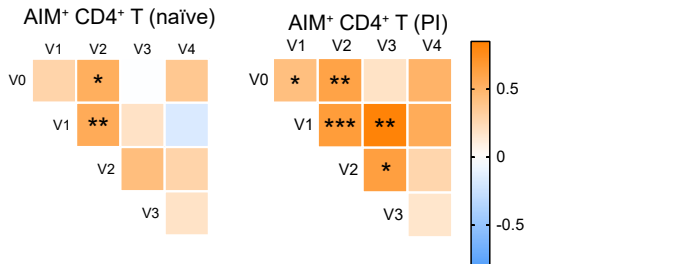 AIM⁺ CD4⁺ T (naïve)
V1 V2 V3 V4
V0 *
V1 **
V2
V3
AIM⁺ CD4⁺ T (PI)
V1 V2 V3 V4
V0 * **
V1 *** **
V2 *
V3
0.5
0
-0.5